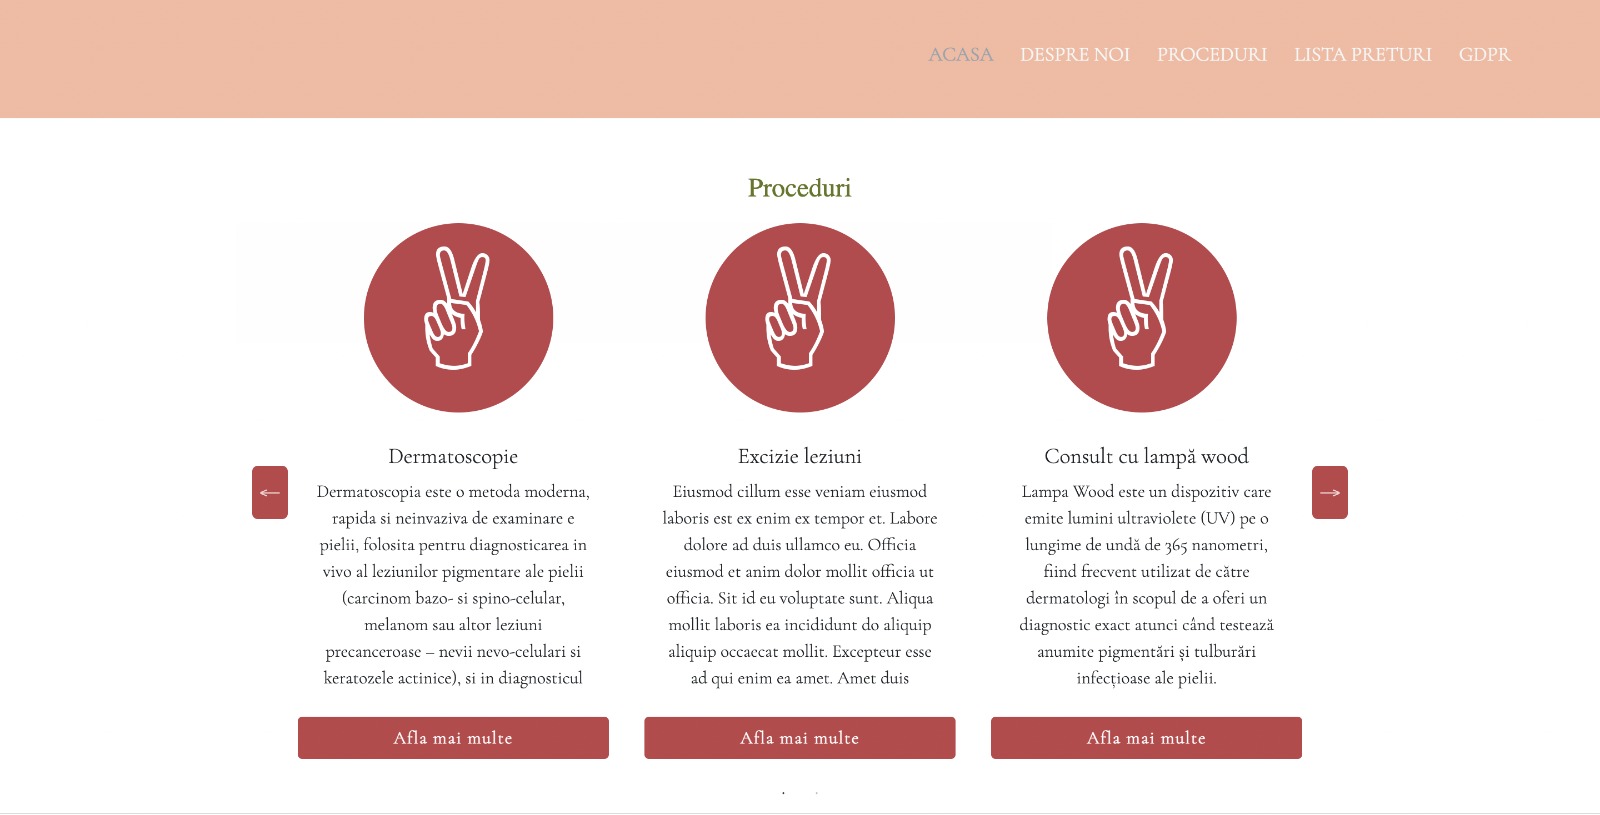 ACASA DESPRE NOI PROCEDURI LISTA PRETURI GDPR
Proceduri
Dermatoscopie
Dermatoscopia este o metoda moderna,
rapida si neinvaziva de examinare e
pielii, folosita pentru diagnosticarea in
vivo al leziunilor pigmentare ale pielii
(carcinom bazo- si spino-celular,
melanom sau altor leziuni
precanceroase – nevii nevo-celulari si
keratozele actinice), si in diagnosticul
Afla mai multe
Excizie leziuni
Eiusmod cillum esse veniam eiusmod
laboris est ex enim ex tempor et. Labore
dolore ad duis ullamco eu. Officia
eiusmod et anim dolor mollit officia ut
officia. Sit id eu voluptate sunt. Aliqua
mollit laboris ea incididunt do aliquip
aliquip occaecat mollit. Excepteur esse
ad qui enim ea amet. Amet duis
Afla mai multe
Consult cu lampă wood
Lampa Wood este un dispozitiv care
emite lumini ultraviolete (UV) pe o
lungime de undă de 365 nanometri,
fiind frecvent utilizat de către
dermatologi în scopul de a oferi un
diagnostic exact atunci când testează
anumite pigmentări și tulburări
infecțioase ale pielii.
Afla mai multe